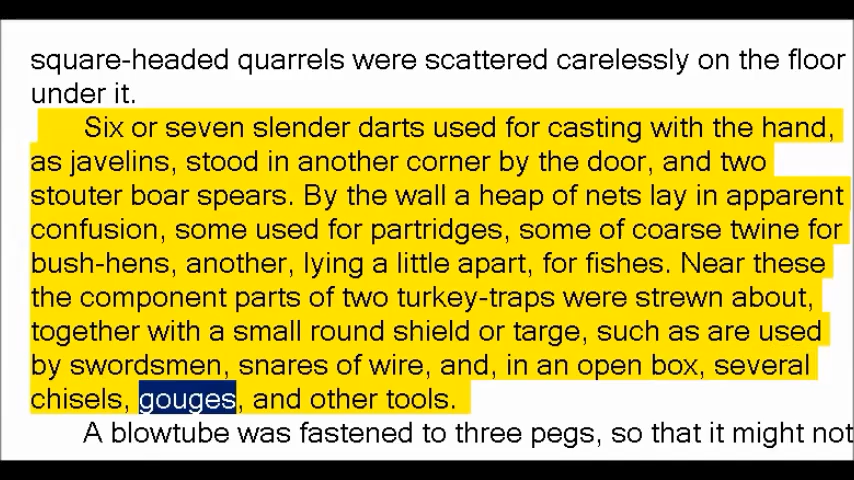 square-headed quarrels were scattered carelessly on the floor
under it.
Six or seven slender darts used for casting with the hand,
as javelins, stood in another corner by the door, and two
stouter boar spears. By the wall a heap of nets lay in apparent
confusion, some used for partridges, some of coarse twine for
bush-hens, another, lying a little apart, for fishes. Near these
the component parts of two turkey-traps were strewn about,
together with a small round shield or targe, such as are used
by swordsmen, snares of wire, and, in an open box, several
chisels, gouges, and other tools.
A blowtube was fastened to three pegs, so that it might not